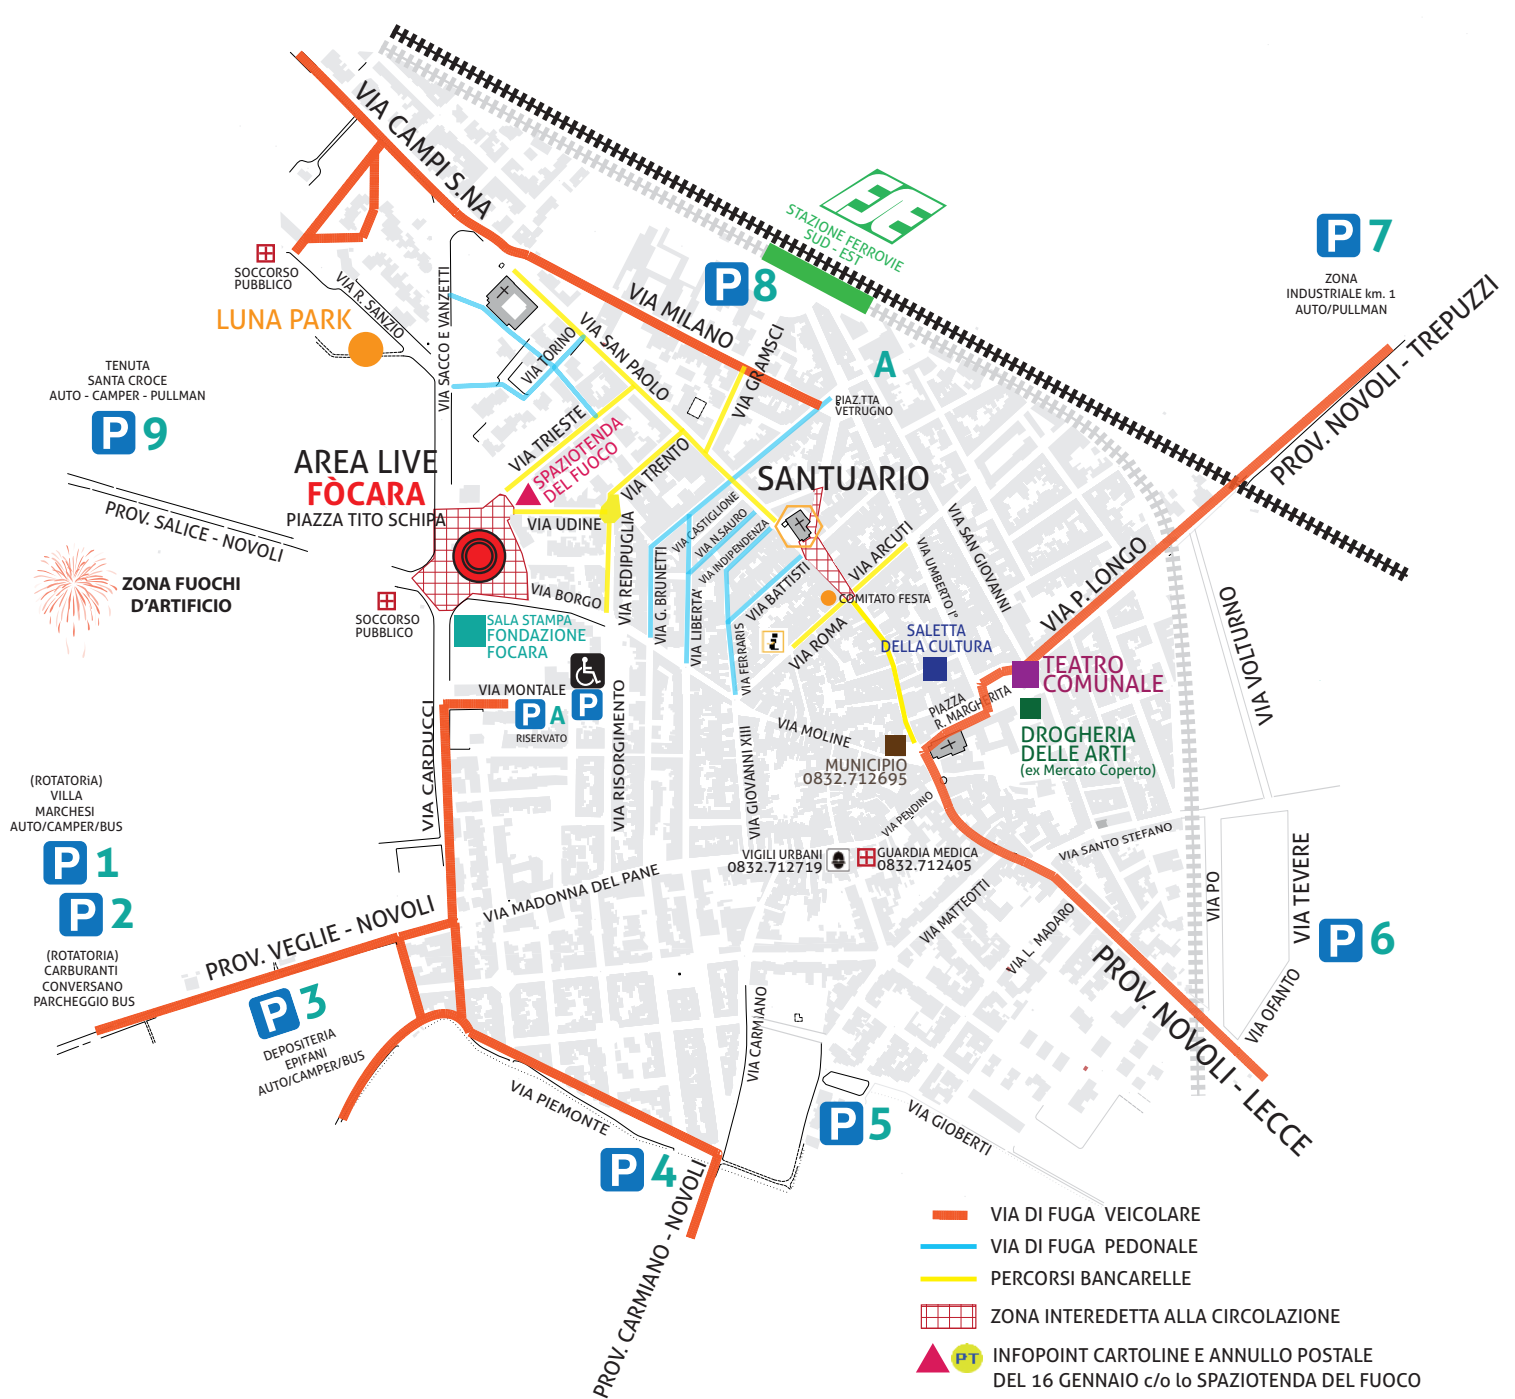 VIA CAMPI S.NA
STAZIONE FERROVIE
SUD - EST
P 7
ZONA
INDUSTRIALE km. 1
AUTO/PULLMAN
SOCCORSO
PUBBLICO
VIA R. SANZIO
VIA SACCO E VANZETTI
P 8
VIA MILANO
LUNA PARK
VIA TORINO
VIA SAN PAOLO
VIA GRAMSCI
A
PROV. NOVOLI - TREPUZZI
TENUTA
SANTA CROCE
AUTO - CAMPER - PULLMAN
P 9
PIAZ.TTA
VETRUGNO
VIA TRIESTE
SPAZIOTENDA
DEL FUOCO
VIA TRENTO
AREA LIVE
FÒCARA
PIAZZA TITO SCHIPA
SANTUARIO
VIA UDINE
PROV. SALICE - NOVOLI
VIA REDIPUGLIA
VIA CASTIGLIONE
VIA N.SAURO
VIA INDIPENDENZA
VIA G. BRUNETTI
VIA LIBERTA'
VIA FERRARIS
VIA BATTISTI
VIA ARCUTI
VIA UMBERTO I°
VIA SAN GIOVANNI
VIA P. LONGO
ZONA FUOCHI
D'ARTIFICIO
VIA BORGO
COMITATO FESTA
SOCCORSO
PUBBLICO
SALA STAMPA
FONDAZIONE
FOCARA
i
VIA ROMA
SALETTA
DELLA CULTURA
TEATRO
COMUNALE
VIA VOLTURNO
VIA MONTALE
P A
RISERVATO
P
PIAZZA
R. MARGHERITA
DROGHERIA
DELLE ARTI
(ex Mercato Coperto)
VIA CARDUCCI
VIA RISORGIMENTO
VIA MOLINE
VIA GIOVANNI XIII
MUNICIPIO
0832.712695
(ROTATORiA)
VILLA
MARCHESI
AUTO/CAMPER/BUS
P 1
P 2
(ROTATORIA)
CARBURANTI
CONVERSANO
PARCHEGGIO BUS
VIA PENDINO
VIGILI URBANI
0832.712719
GUARDIA MEDICA
0832.712405
VIA SANTO STEFANO
VIA MADONNA DEL PANE
VIA MATTEOTTI
VIA L. MADARO
VIA PO
VIA TEVERE
P 6
VIA OFANTO
PROV. VEGLIE - NOVOLI
P 3
DEPOSITERIA
EPIFANI
AUTO/CAMPER/BUS
PROV. NOVOLI - LECCE
VIA CARMIANO
VIA PIEMONTE
P 5
VIA GIOBERTI
P 4
PROV. CARMIANO - NOVOLI
VIA DI FUGA VEICOLARE
VIA DI FUGA PEDONALE
PERCORSI BANCARELLE
ZONA INTEREDETTA ALLA CIRCOLAZIONE
PT
INFOPOINT CARTOLINE E ANNULLO POSTALE
DEL 16 GENNAIO c/o lo SPAZIOTENDA DEL FUOCO